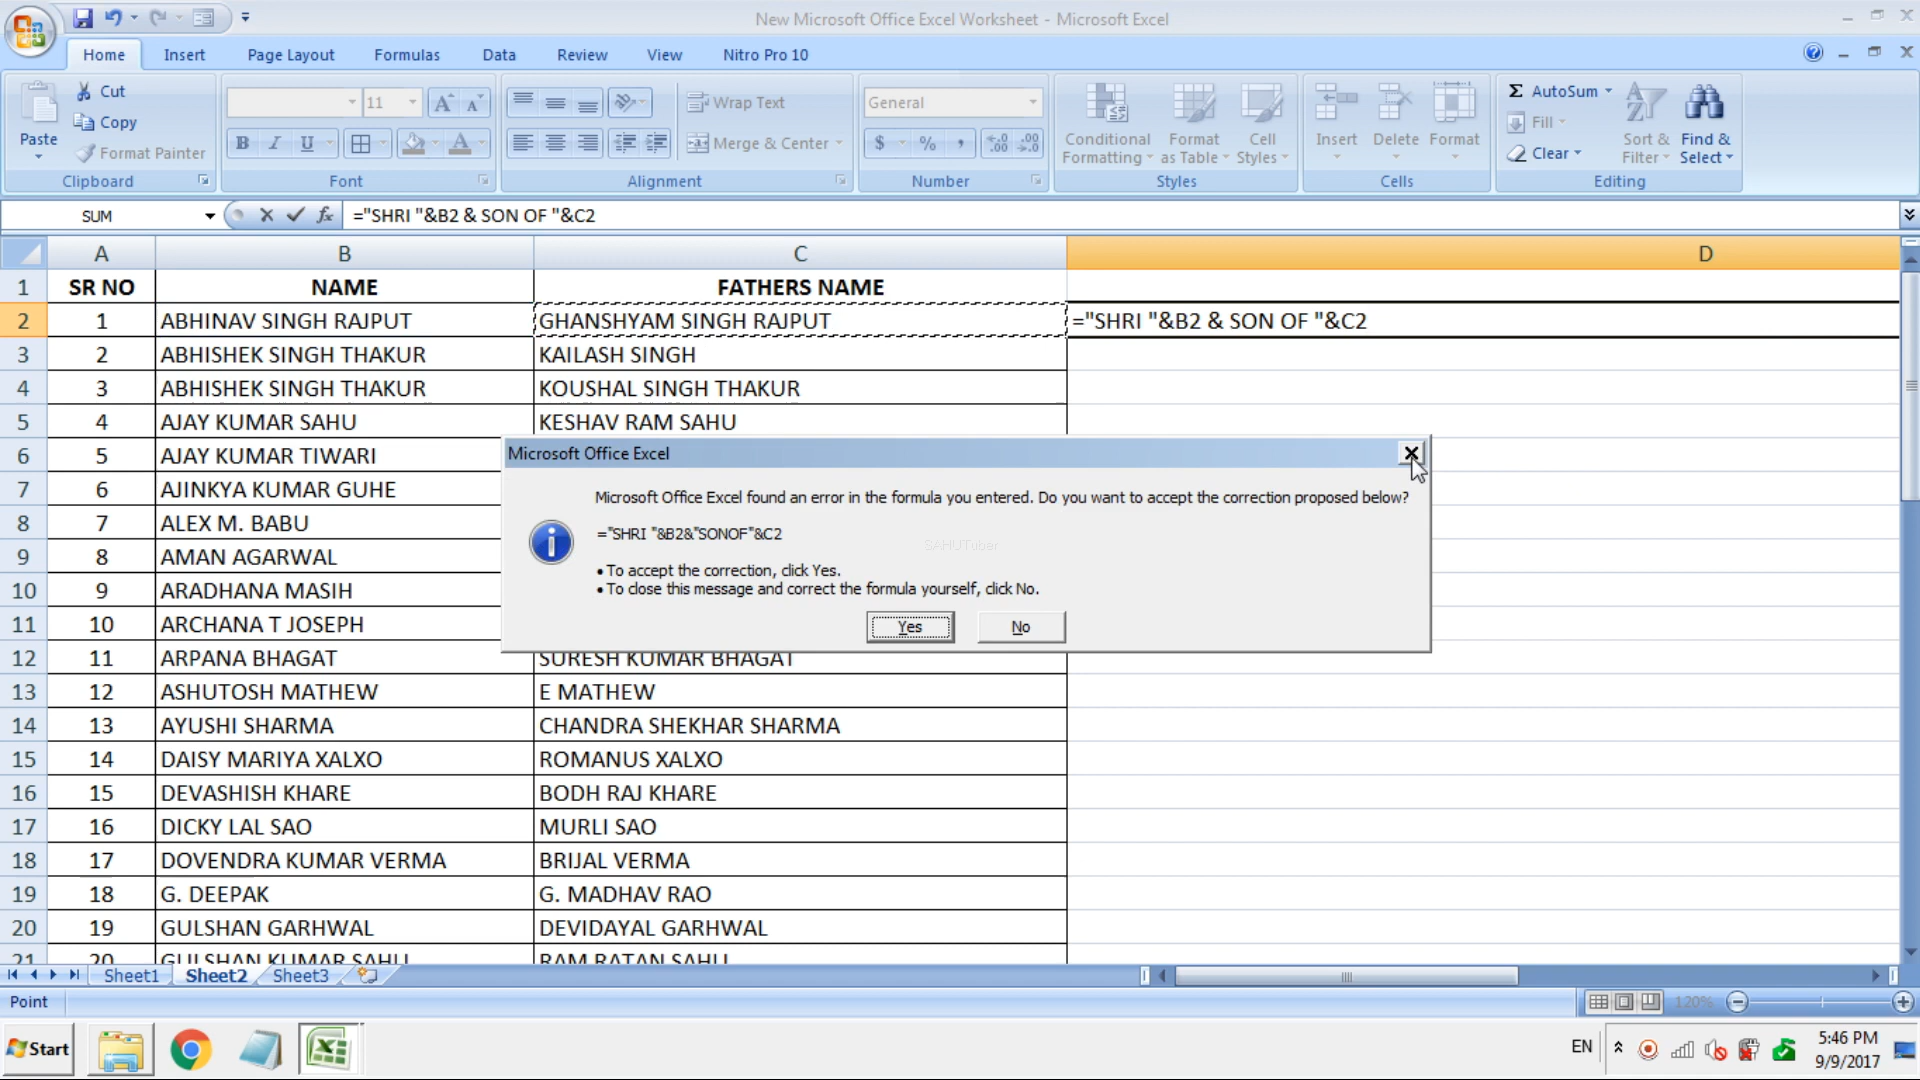 New Microsoft Office Excel Worksheet - Microsoft Excel
Home Insert Page Layout Formulas Data Review View Nitro Pro 10
Paste
Cut
Copy
Format Painter
Clipboard
11
B I U A
Font
Wrap Text
Merge & Center
Alignment
General
$ % ,
Number
Conditional Formatting
Format as Table
Cell Styles
Styles
Insert Delete Format
Cells
Σ AutoSum
Fill
Clear
Sort & Filter
Find & Select
Editing
SUM fx ="SHRI "&B2 & SON OF "&C2
A B C D
1 SR NO NAME FATHERS NAME
2 1 ABHINAV SINGH RAJPUT GHANSHYAM SINGH RAJPUT ="SHRI "&B2 & SON OF "&C2
3 2 ABHISHEK SINGH THAKUR KAILASH SINGH
4 3 ABHISHEK SINGH THAKUR KOUSHAL SINGH THAKUR
5 4 AJAY KUMAR SAHU KESHAV RAM SAHU
6 5 AJAY KUMAR TIWARI
7 6 AJINKYA KUMAR GUHE
8 7 ALEX M. BABU
9 8 AMAN AGARWAL
10 9 ARADHANA MASIH
11 10 ARCHANA T JOSEPH
12 11 ARPANA BHAGAT SURESH KUMAR BHAGAT
13 12 ASHUTOSH MATHEW E MATHEW
14 13 AYUSHI SHARMA CHANDRA SHEKHAR SHARMA
15 14 DAISY MARIYA XALXO ROMANUS XALXO
16 15 DEVASHISH KHARE BODH RAJ KHARE
17 16 DICKY LAL SAO MURLI SAO
18 17 DOVENDRA KUMAR VERMA BRIJAL VERMA
19 18 G. DEEPAK G. MADHAV RAO
20 19 GULSHAN GARHWAL DEVIDAYAL GARHWAL
21 20 GULSHAN KUMAR SAHU RAM RATAN SAHU
Microsoft Office Excel
Microsoft Office Excel found an error in the formula you entered. Do you want to accept the correction proposed below?
="SHRI "&B2&"SONOF"&C2
SAHUTuber
• To accept the correction, click Yes.
• To close this message and correct the formula yourself, click No.
Yes No
Sheet1 Sheet2 Sheet3
Point 120%
Start EN 5:46 PM
9/9/2017